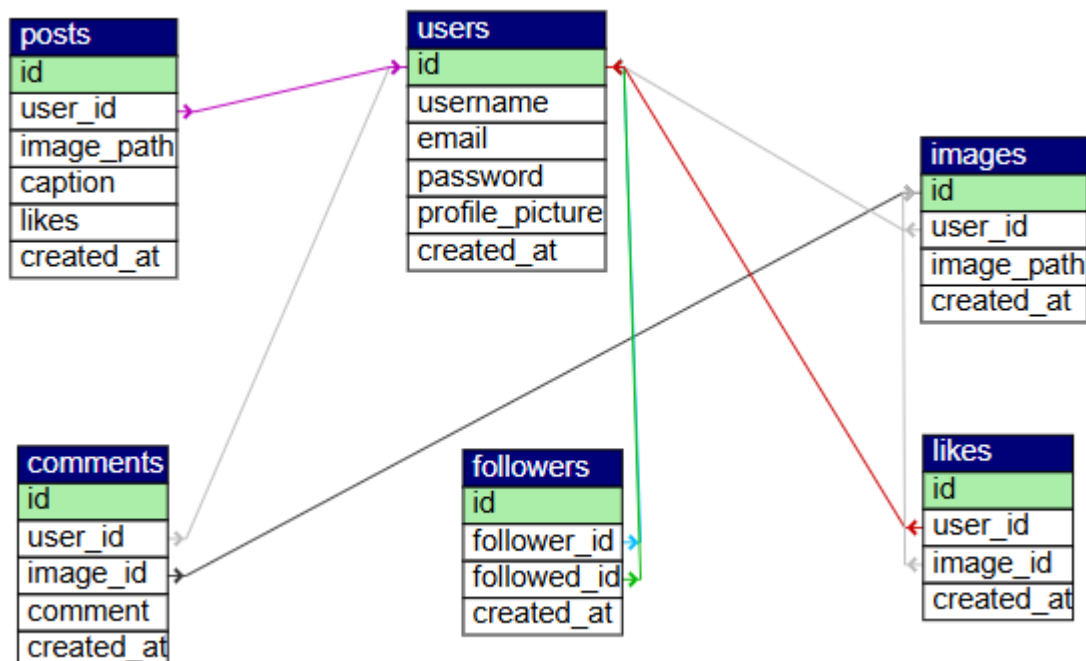 posts
id
user_id
image_path
caption
likes
created_at
users
id
username
email
password
profile_picture
created_at
images
id
user_id
image_path
created_at
comments
id
user_id
image_id
comment
created_at
followers
id
follower_id
followed_id
created_at
likes
id
user_id
image_id
created_at